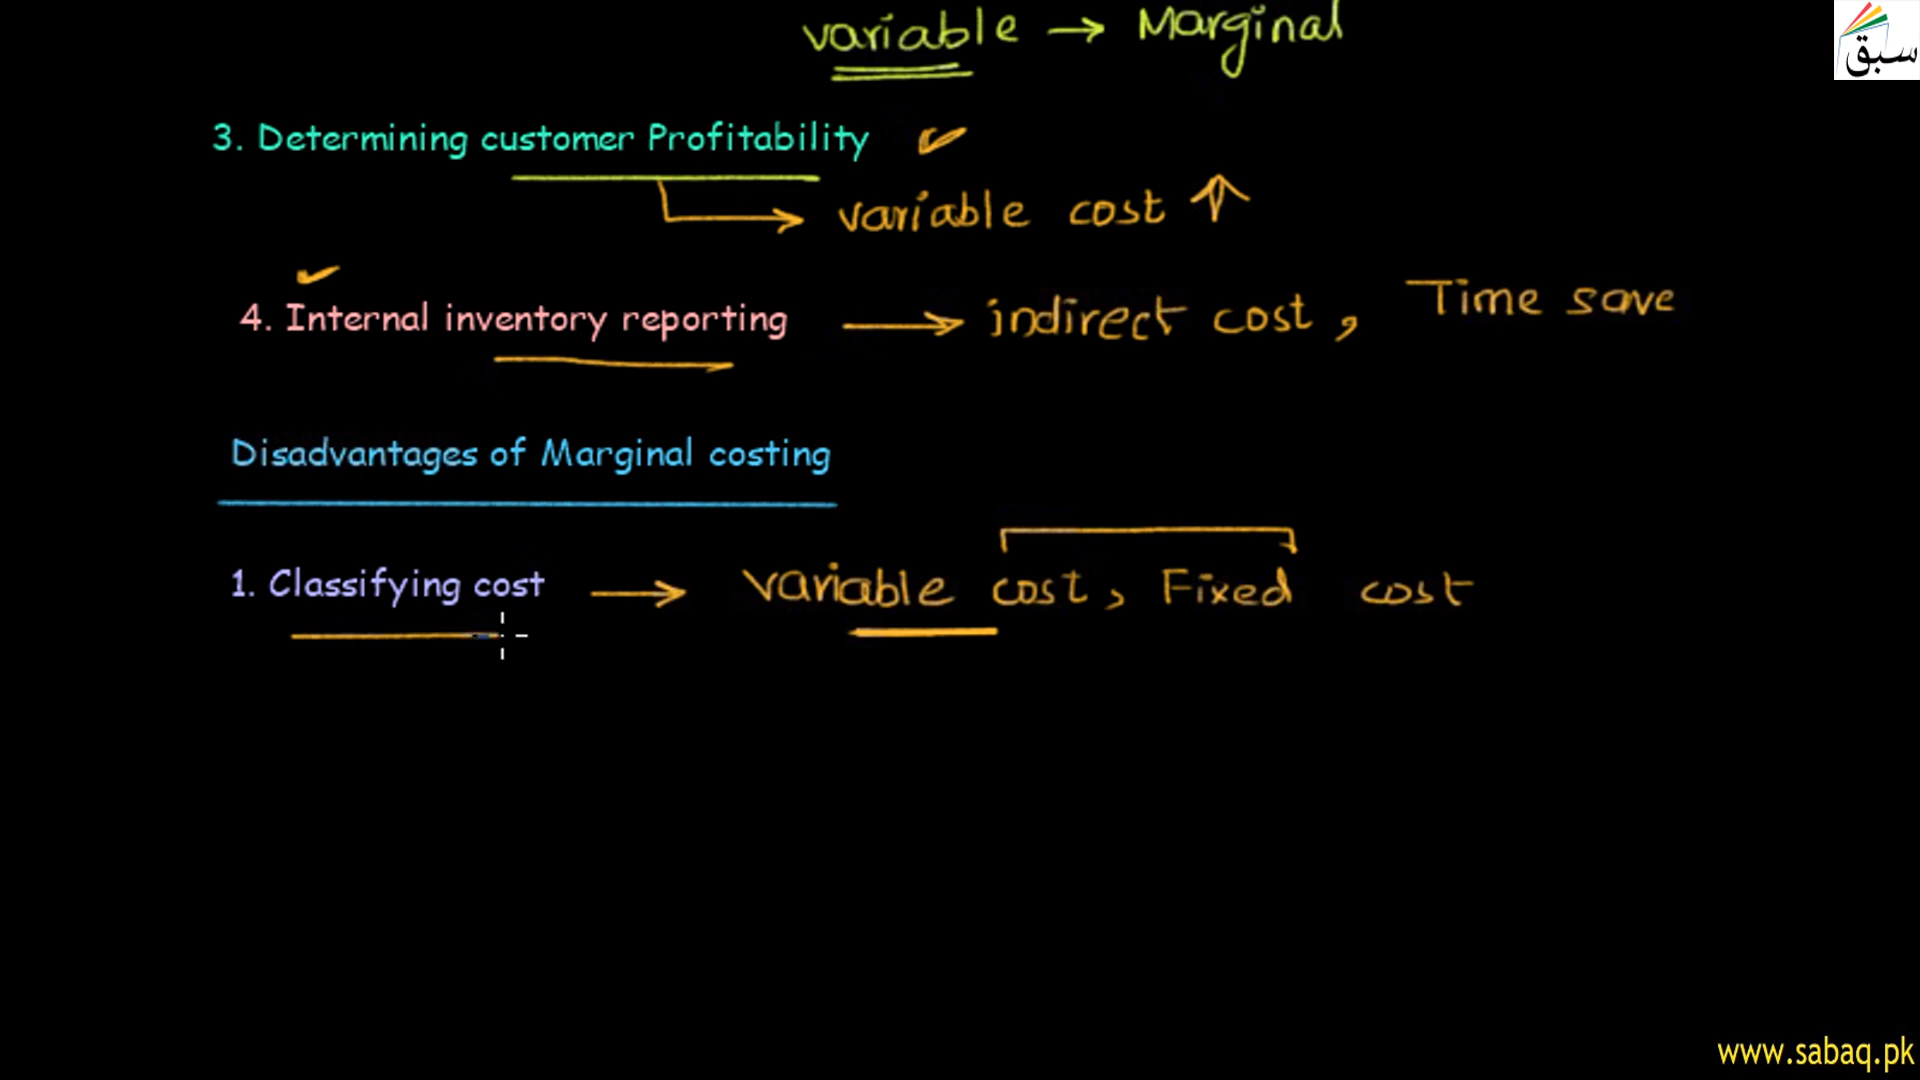 variable → Marginal
سبق
3. Determining customer Profitability ✔
→ variable cost ↑
✔
4. Internal inventory reporting → indirect cost, Time save
Disadvantages of Marginal costing
1. Classifying cost → variable cost, Fixed cost
www.sabaq.pk